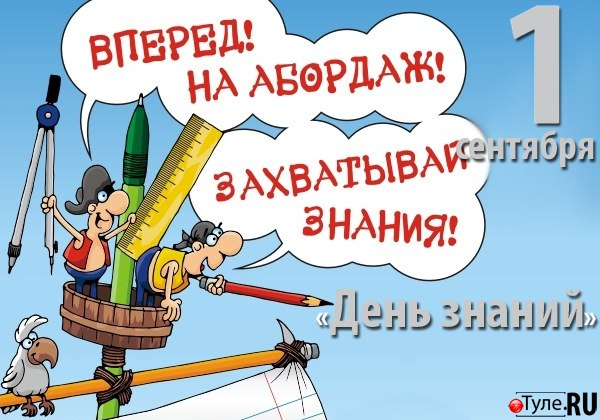 ВПЕРЕД!
НА АБОРДАЖ!
ЗАХВАТЫВАЙ
ЗНАНИЯ!
1
сентября
«День знаний»
Туле.RU